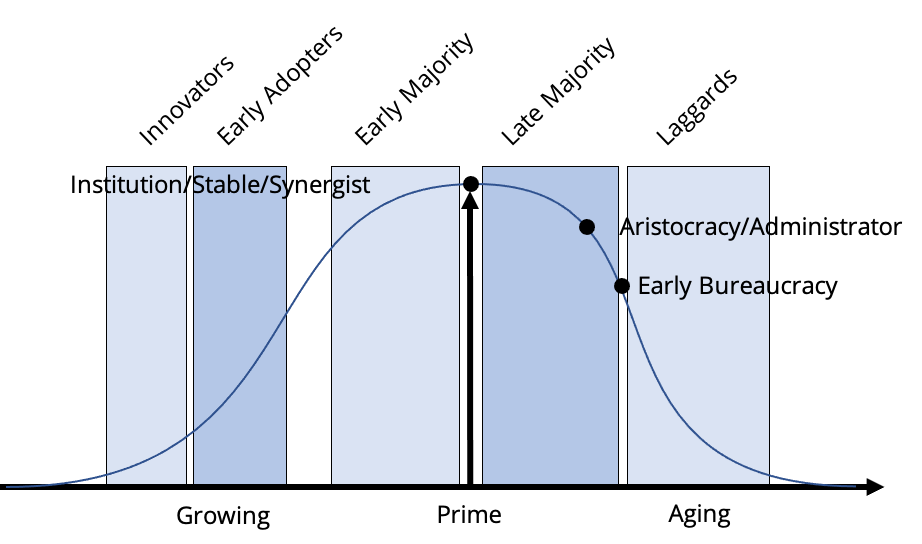 Innovators
Early Adopters
Early Majority
Late Majority
Laggards
Institution/Stable/Synergist
Aristocracy/Administrator
Early Bureaucracy
Growing
Prime
Aging